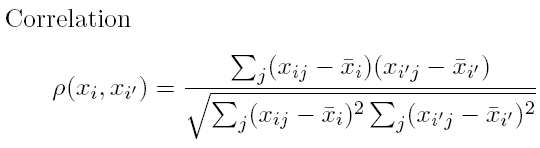 Correlation
ρ(x_i, x_{i'}) = \frac{\sum_j (x_{ij} − \bar{x}_i)(x_{i'j} − \bar{x}_{i'})}{\sqrt{\sum_j (x_{ij} − \bar{x}_i)^2 \sum_j (x_{i'j} − \bar{x}_{i'})^2}}